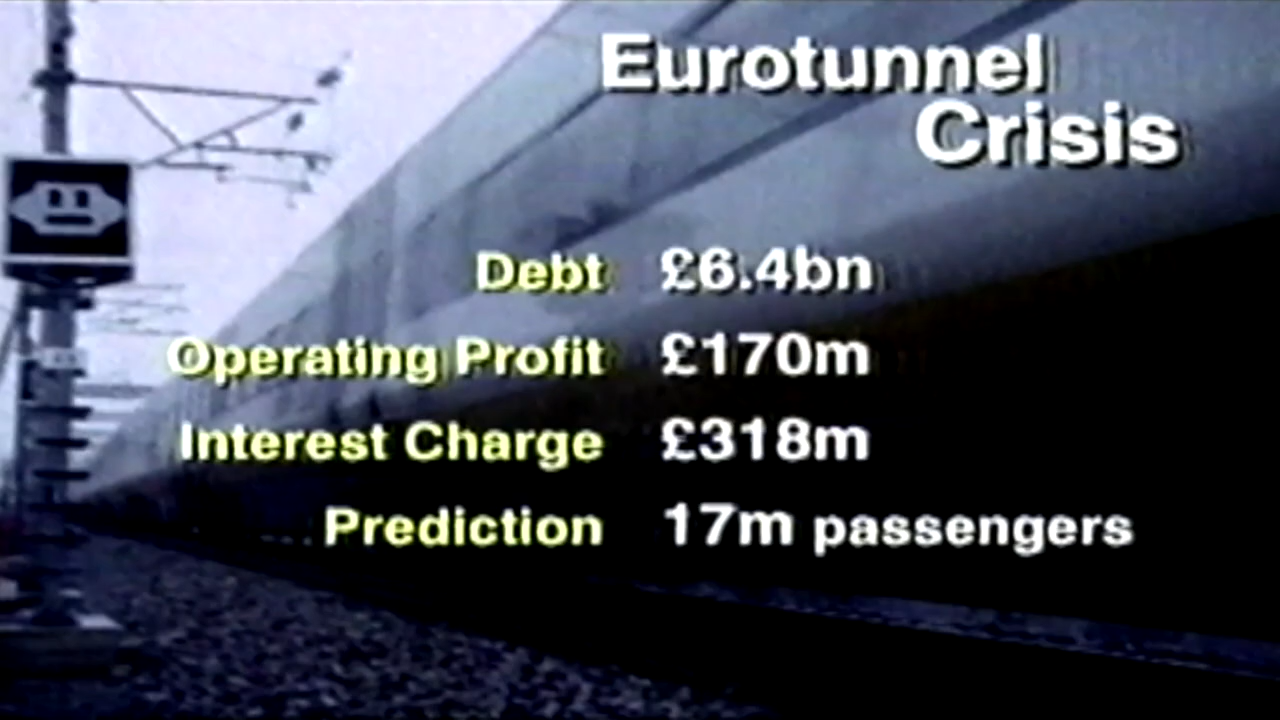 Eurotunnel
Crisis
Debt £6.4bn
Operating Profit £170m
Interest Charge £318m
Prediction 17m passengers